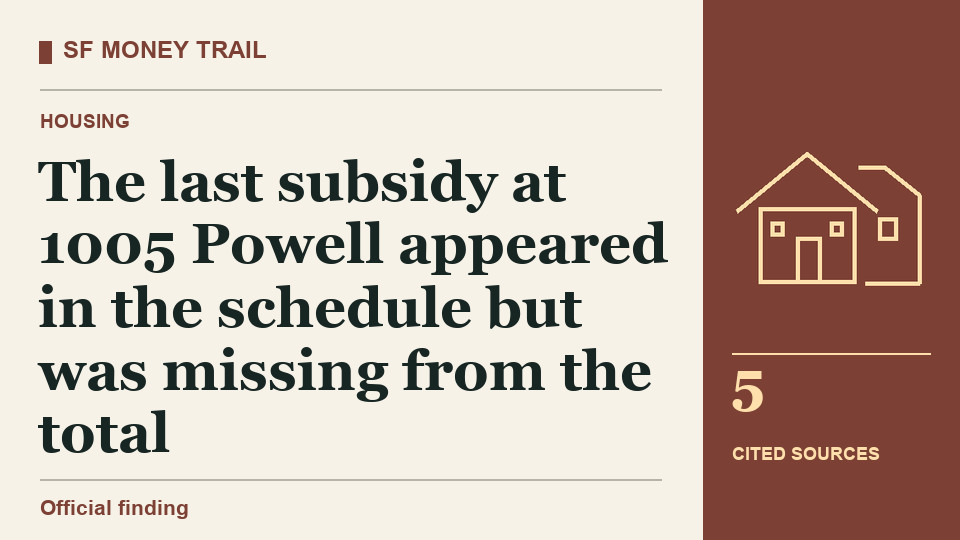 SF MONEY TRAIL
HOUSING
The last subsidy at
1005 Powell appeared
in the schedule but
was missing from the
total
Official finding
5
CITED SOURCES